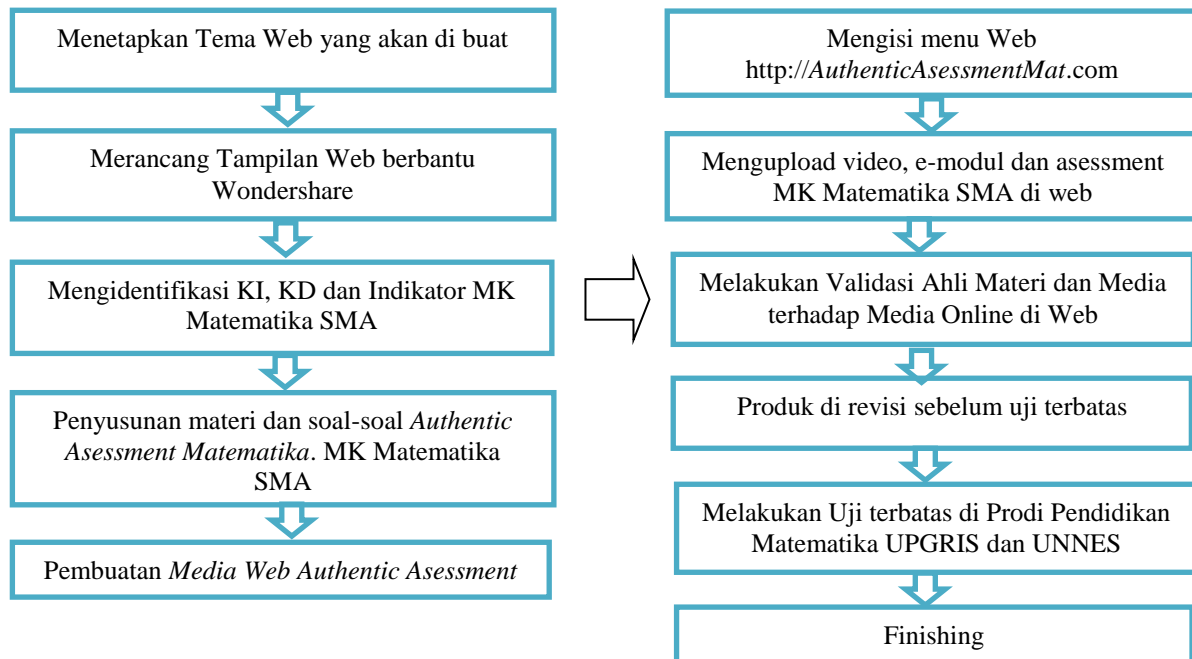 Menetapkan Tema Web yang akan di buat
Merancang Tampilan Web berbantu
Wondershare
Mengidentifikasi KI, KD dan Indikator MK
Matematika SMA
Penyusunan materi dan soal-soal Authentic
Asessment Matematika. MK Matematika
SMA
Pembuatan Media Web Authentic Asessment
Mengisi menu Web
http://AuthenticAsessmentMat.com
Mengupload video, e-modul dan asessment
MK Matematika SMA di web
Melakukan Validasi Ahli Materi dan Media
terhadap Media Online di Web
Produk di revisi sebelum uji terbatas
Melakukan Uji terbatas di Prodi Pendidikan
Matematika UPGRIS dan UNNES
Finishing